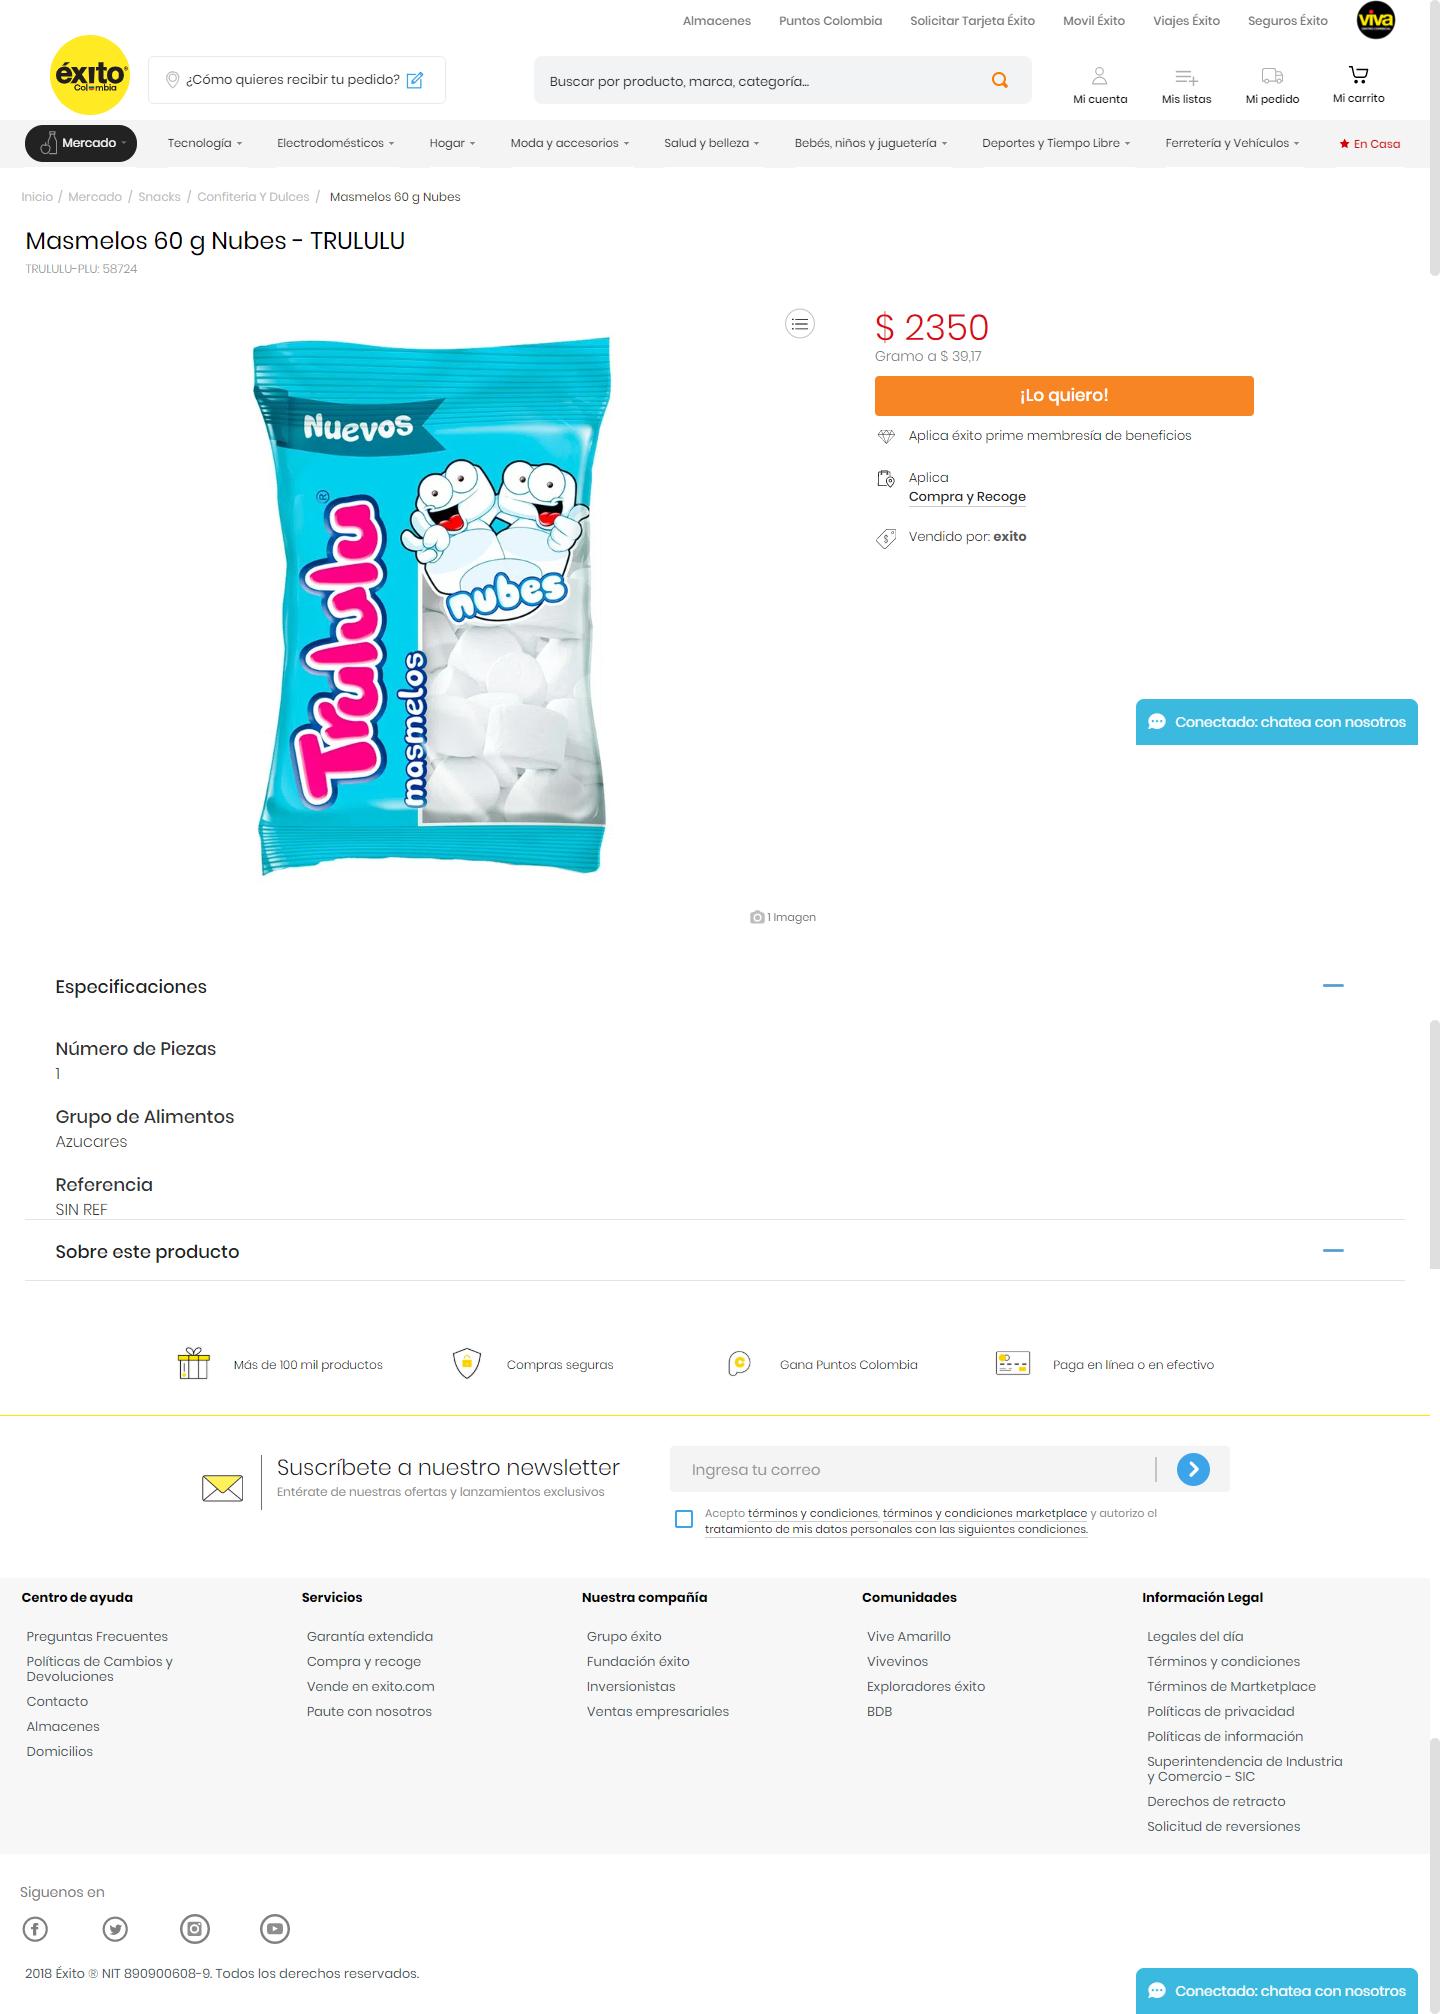 Almacenes Puntos Colombia Solicitar Tarjeta Éxito Movil Éxito Viajes Éxito Seguros Éxito viva
éxito
Colombia
¿Cómo quieres recibir tu pedido?
Buscar por producto, marca, categoría...
Mi cuenta Mis listas Mi pedido Mi carrito
Mercado Tecnología Electrodomésticos Hogar Moda y accesorios Salud y belleza Bebés, niños y juguetería Deportes y Tiempo Libre Ferretería y Vehículos En Casa
Inicio / Mercado / Snacks / Confiteria Y Dulces / Masmelos 60 g Nubes
Masmelos 60 g Nubes - TRULULU
TRULULU-PLU: 58724
Nuevos
Trululu®
nubes
masmelos
1 Imagen
$ 2350
Gramo a $ 39,17
¡Lo quiero!
Aplica éxito prime membresía de beneficios
Aplica
Compra y Recoge
Vendido por: exito
Conectado: chatea con nosotros
Especificaciones
Número de Piezas
1
Grupo de Alimentos
Azucares
Referencia
SIN REF
Sobre este producto
Más de 100 mil productos Compras seguras Gana Puntos Colombia Paga en línea o en efectivo
Suscríbete a nuestro newsletter
Entérate de nuestras ofertas y lanzamientos exclusivos
Ingresa tu correo
Acepto términos y condiciones, términos y condiciones marketplace y autorizo el
tratamiento de mis datos personales con las siguientes condiciones.
Centro de ayuda
Preguntas Frecuentes
Políticas de Cambios y
Devoluciones
Contacto
Almacenes
Domicilios
Servicios
Garantía extendida
Compra y recoge
Vende en exito.com
Paute con nosotros
Nuestra compañía
Grupo éxito
Fundación éxito
Inversionistas
Ventas empresariales
Comunidades
Vive Amarillo
Vivevinos
Exploradores éxito
BDB
Información Legal
Legales del día
Términos y condiciones
Términos de Martketplace
Políticas de privacidad
Políticas de información
Superintendencia de Industria
y Comercio - SIC
Derechos de retracto
Solicitud de reversiones
Siguenos en
2018 Éxito ® NIT 890900608-9. Todos los derechos reservados.
Conectado: chatea con nosotros